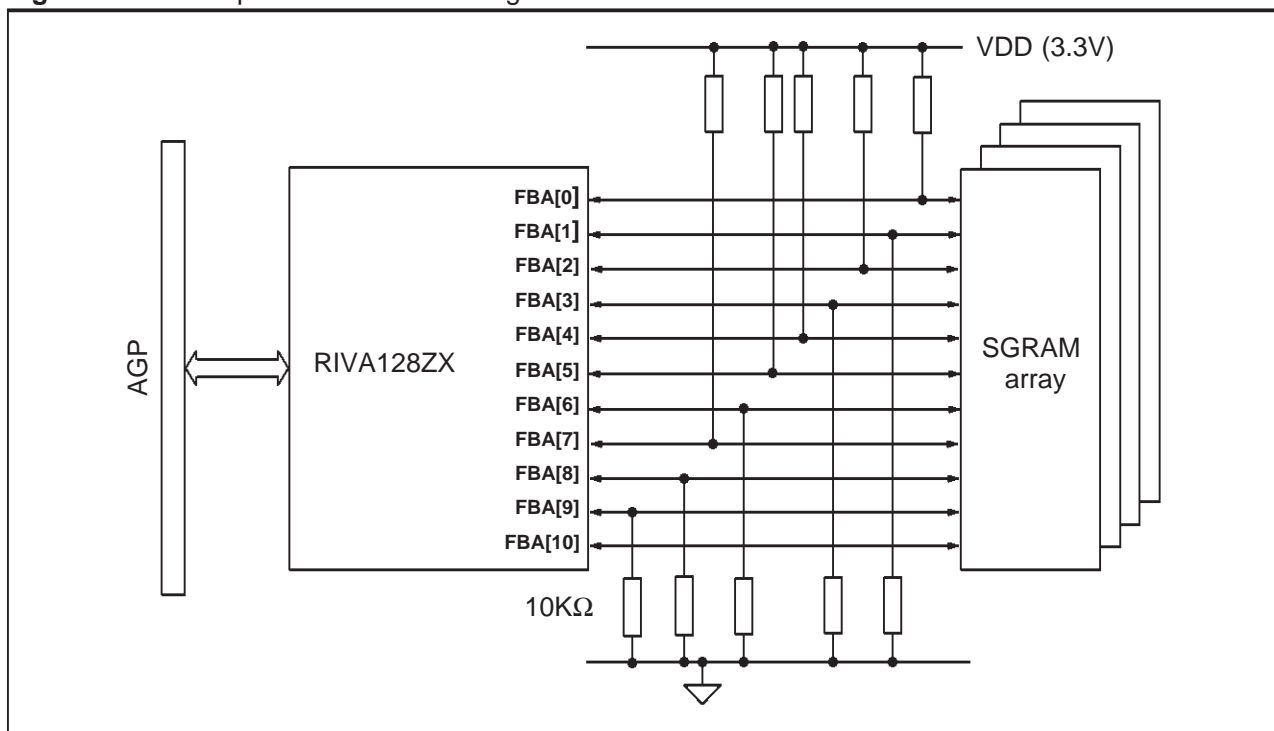 VDD (3.3V)
FBA[0]
FBA[1]
FBA[2]
FBA[3]
FBA[4]
FBA[5]
FBA[6]
FBA[7]
FBA[8]
FBA[9]
FBA[10]
AGP
RIVA128ZX
SGRAM
array
10KΩ